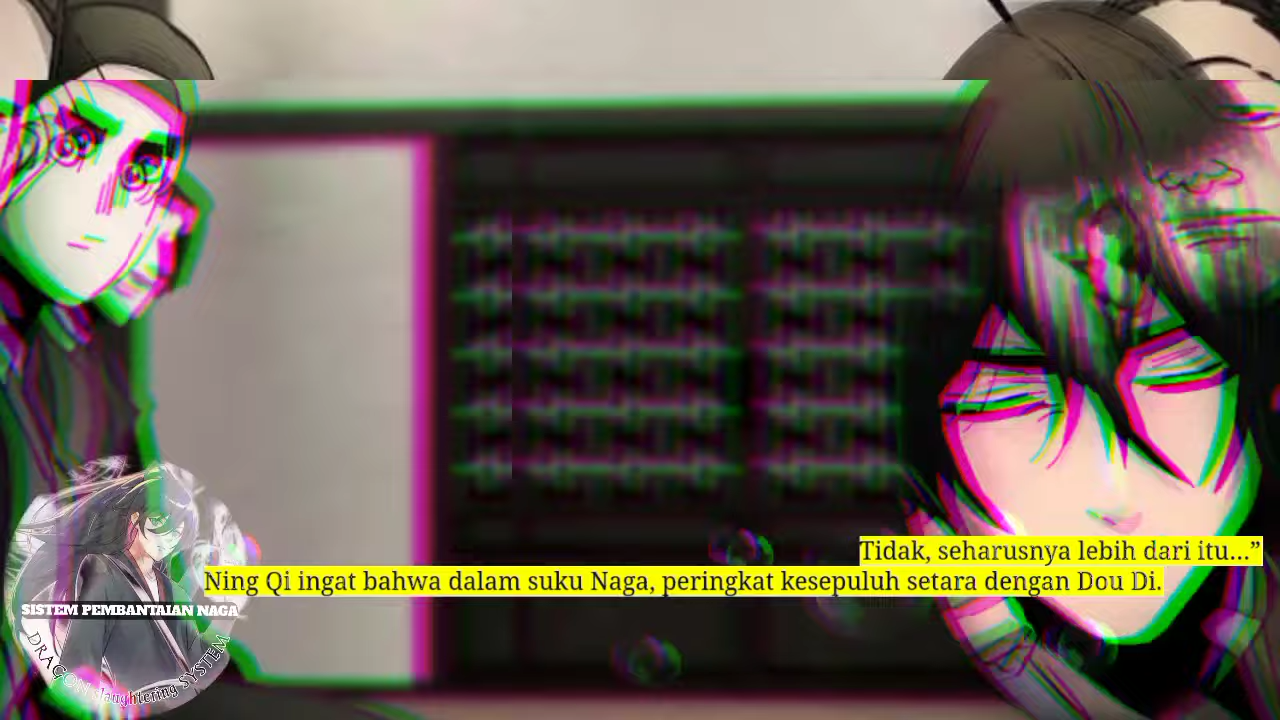 Tidak, seharusnya lebih dari itu...”
Ning Qi ingat bahwa dalam suku Naga, peringkat kesepuluh setara dengan Dou Di.
SISTEM PEMBANTAIAN NAGA
DRAGON slaughtering SYSTEM